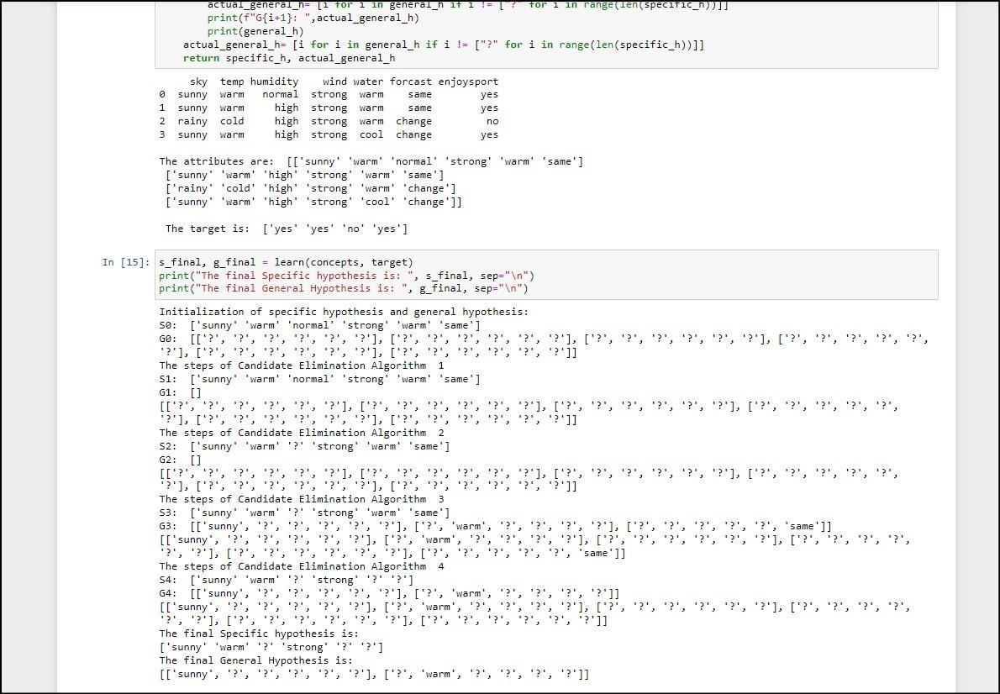 actual_general_h= [i for i in general_h if i != ["?" for i in range(len(specific_h))]]
print(f"G{i+1}: ",actual_general_h)
print(general_h)
actual_general_h= [i for i in general_h if i != ["?" for i in range(len(specific_h))]]
return specific_h, actual_general_h
sky temp humidity wind water forcast enjoysport
0 sunny warm normal strong warm same yes
1 sunny warm high strong warm same yes
2 rainy cold high strong warm change no
3 sunny warm high strong cool change yes
The attributes are:  [['sunny' 'warm' 'normal' 'strong' 'warm' 'same']
['sunny' 'warm' 'high' 'strong' 'warm' 'same']
['rainy' 'cold' 'high' 'strong' 'warm' 'change']
['sunny' 'warm' 'high' 'strong' 'cool' 'change']]
The target is:  ['yes' 'yes' 'no' 'yes']
In [15]: s_final, g_final = learn(concepts, target)
print("The final Specific hypothesis is: ", s_final, sep="\n")
print("The final General Hypothesis is: ", g_final, sep="\n")
Initialization of specific hypothesis and general hypothesis:
S0:  ['sunny' 'warm' 'normal' 'strong' 'warm' 'same']
G0:  [['?', '?', '?', '?', '?', '?'], ['?', '?', '?', '?', '?', '?'], ['?', '?', '?', '?', '?', '?'], ['?', '?', '?', '?', '?',
'?'], ['?', '?', '?', '?', '?', '?'], ['?', '?', '?', '?', '?', '?']]
The steps of Candidate Elimination Algorithm  1
S1:  ['sunny' 'warm' 'normal' 'strong' 'warm' 'same']
G1:  []
[['?', '?', '?', '?', '?', '?'], ['?', '?', '?', '?', '?', '?'], ['?', '?', '?', '?', '?', '?'], ['?', '?', '?', '?', '?',
'?'], ['?', '?', '?', '?', '?', '?'], ['?', '?', '?', '?', '?', '?']]
The steps of Candidate Elimination Algorithm  2
S2:  ['sunny' 'warm' '?' 'strong' 'warm' 'same']
G2:  []
[['?', '?', '?', '?', '?', '?'], ['?', '?', '?', '?', '?', '?'], ['?', '?', '?', '?', '?', '?'], ['?', '?', '?', '?', '?',
'?'], ['?', '?', '?', '?', '?', '?'], ['?', '?', '?', '?', '?', '?']]
The steps of Candidate Elimination Algorithm  3
S3:  ['sunny' 'warm' '?' 'strong' 'warm' 'same']
G3:  [['sunny', '?', '?', '?', '?', '?'], ['?', 'warm', '?', '?', '?', '?'], ['?', '?', '?', '?', '?', 'same']]
[['sunny', '?', '?', '?', '?', '?'], ['?', 'warm', '?', '?', '?', '?'], ['?', '?', '?', '?', '?', '?'], ['?', '?', '?', '?',
'?', '?'], ['?', '?', '?', '?', '?', '?'], ['?', '?', '?', '?', '?', 'same']]
The steps of Candidate Elimination Algorithm  4
S4:  ['sunny' 'warm' '?' 'strong' '?' '?']
G4:  [['sunny', '?', '?', '?', '?', '?'], ['?', 'warm', '?', '?', '?', '?']]
[['sunny', '?', '?', '?', '?', '?'], ['?', 'warm', '?', '?', '?', '?'], ['?', '?', '?', '?', '?', '?'], ['?', '?', '?', '?',
'?', '?'], ['?', '?', '?', '?', '?', '?'], ['?', '?', '?', '?', '?', '?']]
The final Specific hypothesis is:
['sunny' 'warm' '?' 'strong' '?' '?']
The final General Hypothesis is:
[['sunny', '?', '?', '?', '?', '?'], ['?', 'warm', '?', '?', '?', '?']]